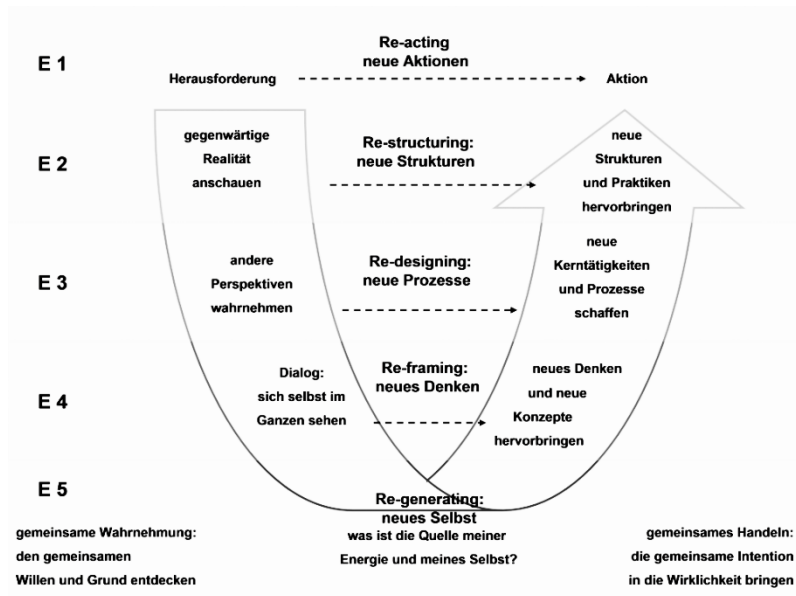 E 1
Herausforderung
Re-acting
neue Aktionen
Aktion
E 2
gegenwärtige
Realität
anschauen
Re-structuring:
neue Strukturen
neue
Strukturen
und Praktiken
hervorbringen
E 3
andere
Perspektiven
wahrnehmen
Re-designing:
neue Prozesse
neue
Kerntätigkeiten
und Prozesse
schaffen
E 4
Dialog:
sich selbst im
Ganzen sehen
Re-framing:
neues Denken
neues Denken
und neue
Konzepte
hervorbringen
E 5
Re-generating:
neues Selbst
was ist die Quelle meiner
Energie und meines Selbst?
gemeinsame Wahrnehmung:
den gemeinsamen
Willen und Grund entdecken
gemeinsames Handeln:
die gemeinsame Intention
in die Wirklichkeit bringen